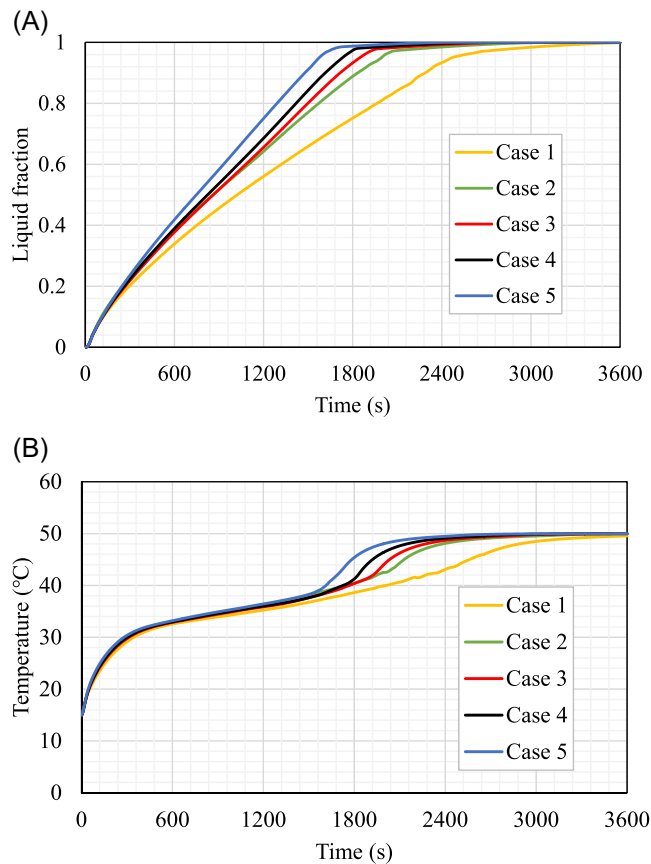 (A)
1
0.8
0.6
0.4
0.2
0
Liquid fraction
0 600 1200 1800 2400 3000 3600
Time (s)
Case 1
Case 2
Case 3
Case 4
Case 5
(B)
60
50
40
30
20
10
0
Temperature (°C)
0 600 1200 1800 2400 3000 3600
Time (s)
Case 1
Case 2
Case 3
Case 4
Case 5